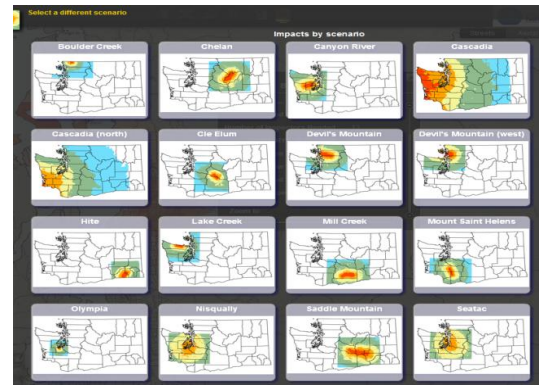 Select a different scenario
Impacts by scenario
Boulder Creek
Chelan
Canyon River
Cascadia
Cascadia (north)
Cle Elum
Devil's Mountain
Devil's Mountain (west)
Hite
Lake Creek
Mill Creek
Mount Saint Helens
Olympia
Nisqually
Saddle Mountain
Seatac